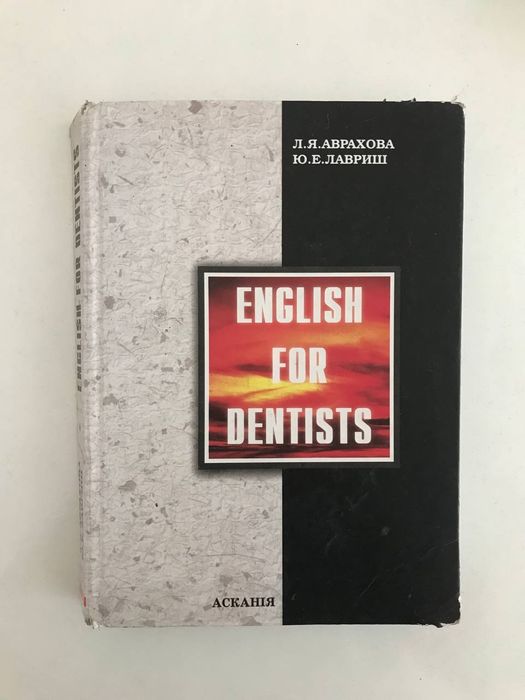 Л.Я.АВРАХОВА
Ю.Е.ЛАВРИШ
ENGLISH
FOR
DENTISTS
АСКАНІЯ
ENGLISH FOR DENTISTS